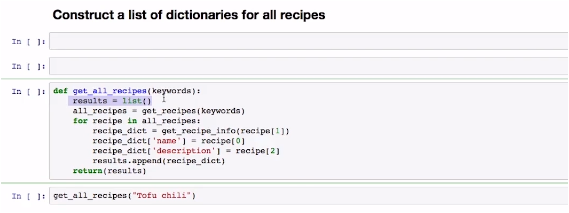 Construct a list of dictionaries for all recipes
In [ ]:
In [ ]:
In [ ]: def get_all_recipes(keywords):
results = list()
all_recipes = get_recipes(keywords)
for recipe in all_recipes:
recipe_dict = get_recipe_info(recipe[1])
recipe_dict['name'] = recipe[0]
recipe_dict['description'] = recipe[2]
results.append(recipe_dict)
return(results)
In [ ]: get_all_recipes("Tofu chili")